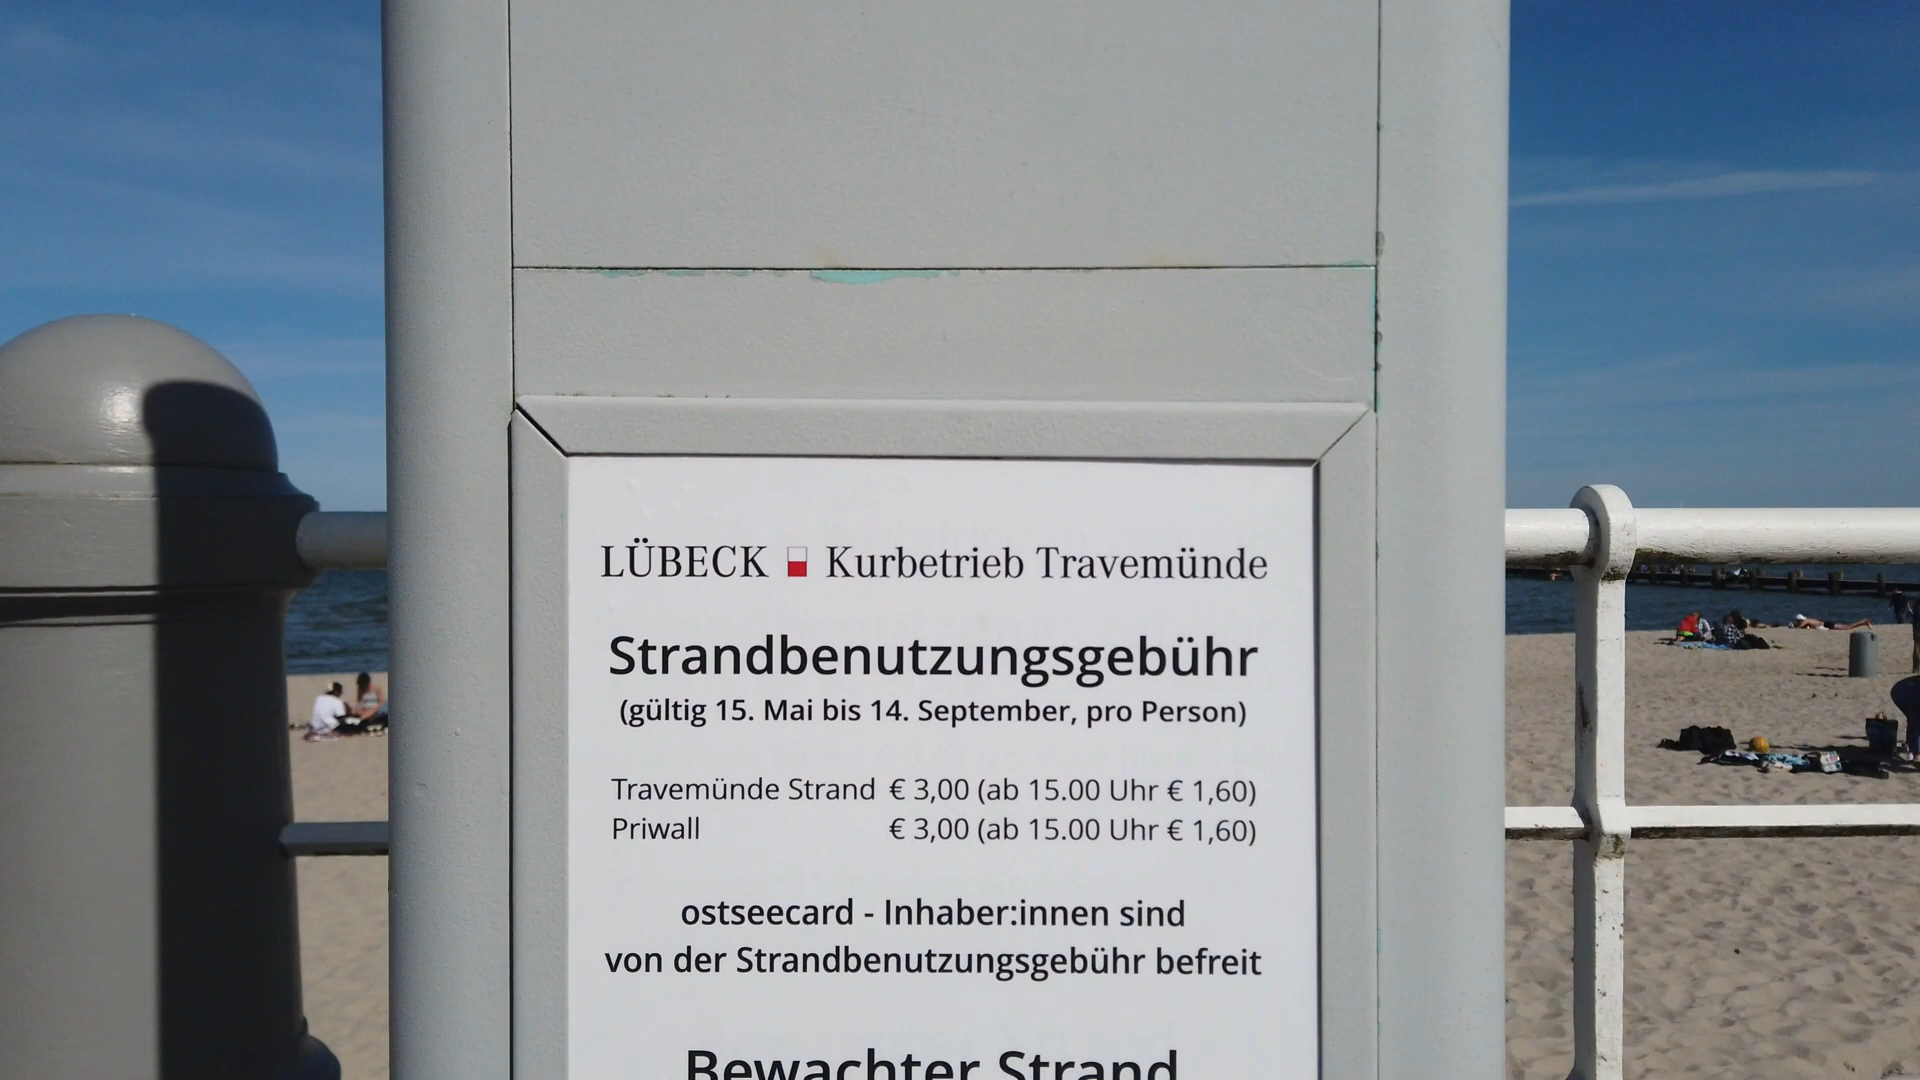 LÜBECK Kurbetrieb Travemünde
Strandbenutzungsgebühr
(gültig 15. Mai bis 14. September, pro Person)
Travemünde Strand € 3,00 (ab 15.00 Uhr € 1,60)
Priwall € 3,00 (ab 15.00 Uhr € 1,60)
ostseecard - Inhaber:innen sind
von der Strandbenutzungsgebühr befreit
Bewachter Strand